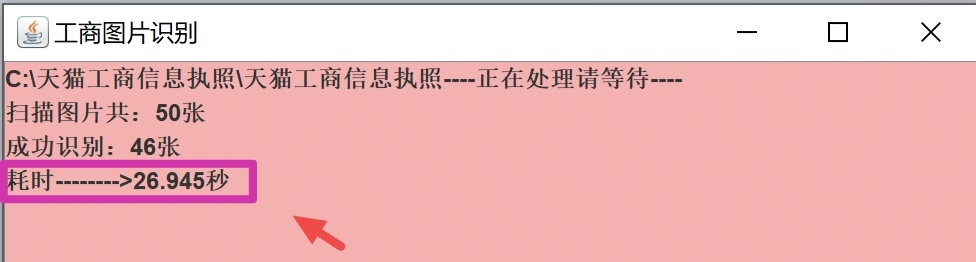 工商图片识别
C:\天猫工商信息执照\天猫工商信息执照----正在处理请等待----
扫描图片共：50张
成功识别：46张
耗时-------->26.945秒